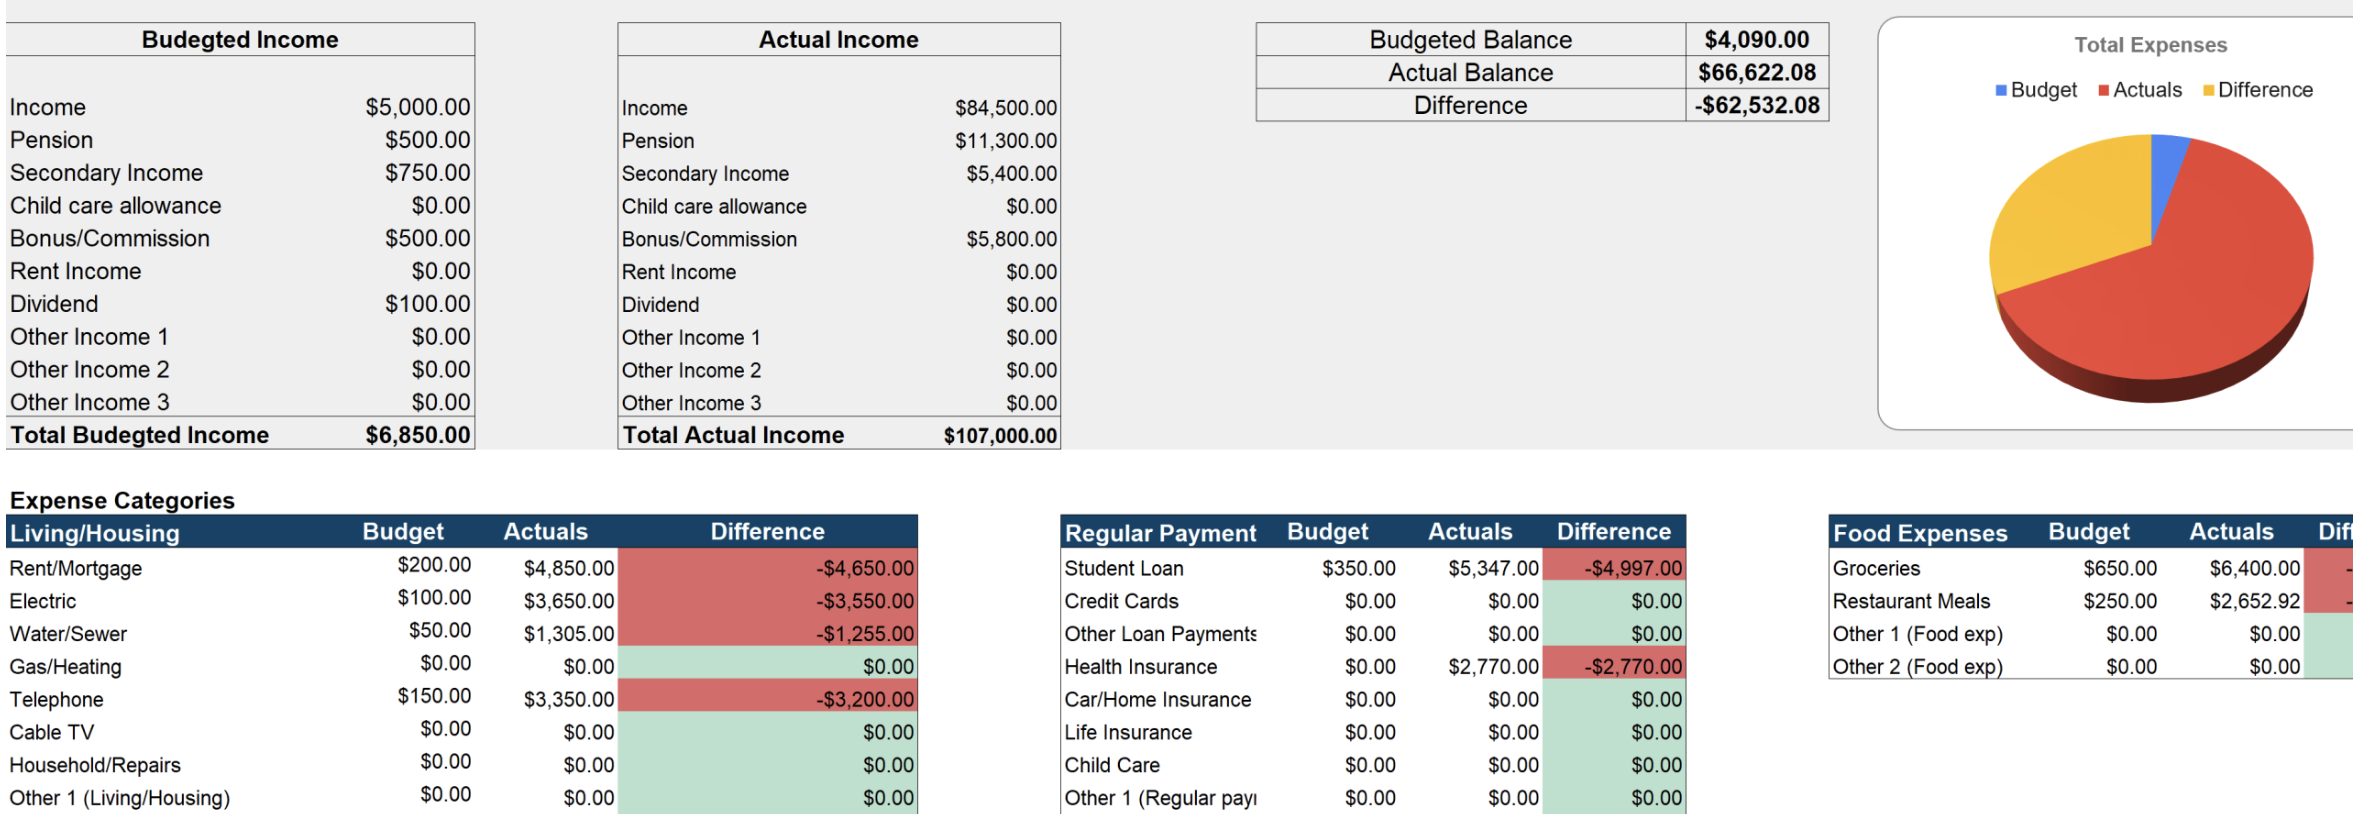 Budegted Income
Income $5,000.00
Pension $500.00
Secondary Income $750.00
Child care allowance $0.00
Bonus/Commission $500.00
Rent Income $0.00
Dividend $100.00
Other Income 1 $0.00
Other Income 2 $0.00
Other Income 3 $0.00
Total Budegted Income $6,850.00
Actual Income
Income $84,500.00
Pension $11,300.00
Secondary Income $5,400.00
Child care allowance $0.00
Bonus/Commission $5,800.00
Rent Income $0.00
Dividend $0.00
Other Income 1 $0.00
Other Income 2 $0.00
Other Income 3 $0.00
Total Actual Income $107,000.00
Budgeted Balance $4,090.00
Actual Balance $66,622.08
Difference -$62,532.08
Total Expenses
Budget Actuals Difference
Expense Categories
Living/Housing Budget Actuals Difference
Rent/Mortgage $200.00 $4,850.00 -$4,650.00
Electric $100.00 $3,650.00 -$3,550.00
Water/Sewer $50.00 $1,305.00 -$1,255.00
Gas/Heating $0.00 $0.00 $0.00
Telephone $150.00 $3,350.00 -$3,200.00
Cable TV $0.00 $0.00 $0.00
Household/Repairs $0.00 $0.00 $0.00
Other 1 (Living/Housing) $0.00 $0.00 $0.00
Regular Payment Budget Actuals Difference
Student Loan $350.00 $5,347.00 -$4,997.00
Credit Cards $0.00 $0.00 $0.00
Other Loan Payments $0.00 $0.00 $0.00
Health Insurance $0.00 $2,770.00 -$2,770.00
Car/Home Insurance $0.00 $0.00 $0.00
Life Insurance $0.00 $0.00 $0.00
Child Care $0.00 $0.00 $0.00
Other 1 (Regular pay $0.00 $0.00 $0.00
Food Expenses Budget Actuals Dif
Groceries $650.00 $6,400.00 -
Restaurant Meals $250.00 $2,652.92 -
Other 1 (Food exp) $0.00 $0.00
Other 2 (Food exp) $0.00 $0.00